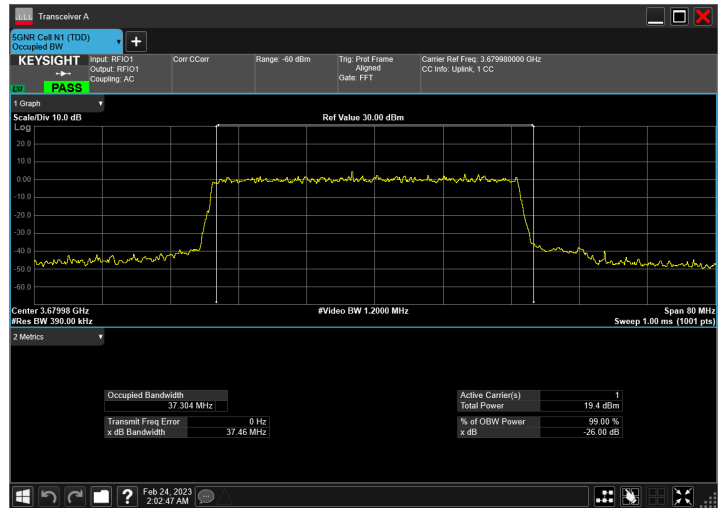 Transceiver A
5GNR Cell N1 (TDD)
Occupied BW
KEYSIGHT
Input: RFIO1
Output: RFIO1
Coupling: AC
Corr CCorr
Range: -60 dBm
Trig: Prot Frame
Aligned
Gate: FFT
Carrier Ref Freq: 3.679980000 GHz
CC Info: Uplink, 1 CC
LXI
PASS
1 Graph
Scale/Div 10.0 dB
Ref Value 30.00 dBm
Log
20.0
10.0
0.00
-10.0
-20.0
-30.0
-40.0
-50.0
-60.0
Center 3.67998 GHz
#Video BW 1.2000 MHz
Span 80 MHz
#Res BW 390.00 kHz
Sweep 1.00 ms (1001 pts)
2 Metrics
Occupied Bandwidth
37.304 MHz
Transmit Freq Error 0 Hz
x dB Bandwidth 37.46 MHz
Active Carrier(s) 1
Total Power 19.4 dBm
% of OBW Power 99.00 %
x dB -26.00 dB
Feb 24, 2023
2:02:47 AM